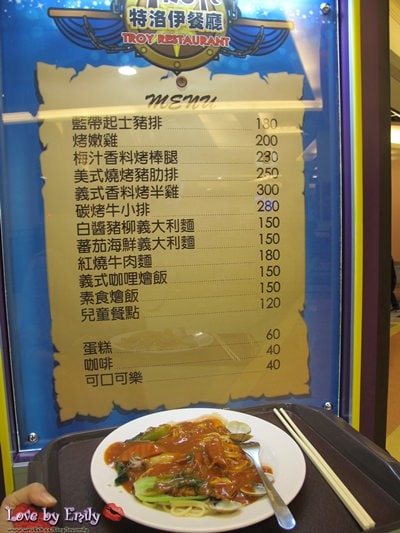 特洛伊餐廳
TROY RESTAURANT
MENU
藍帶起士豬排 130
烤嫩雞 200
梅汁香料烤棒腿 230
美式燒烤豬肋排 250
義式香料烤半雞 300
碳烤牛小排 280
白醬豬柳義大利麵 150
蕃茄海鮮義大利麵 150
紅燒牛肉麵 180
義式咖哩燴飯 150
素食燴飯 150
兒童餐點 120
蛋糕 60
咖啡 40
可口可樂 40
Love by Emily